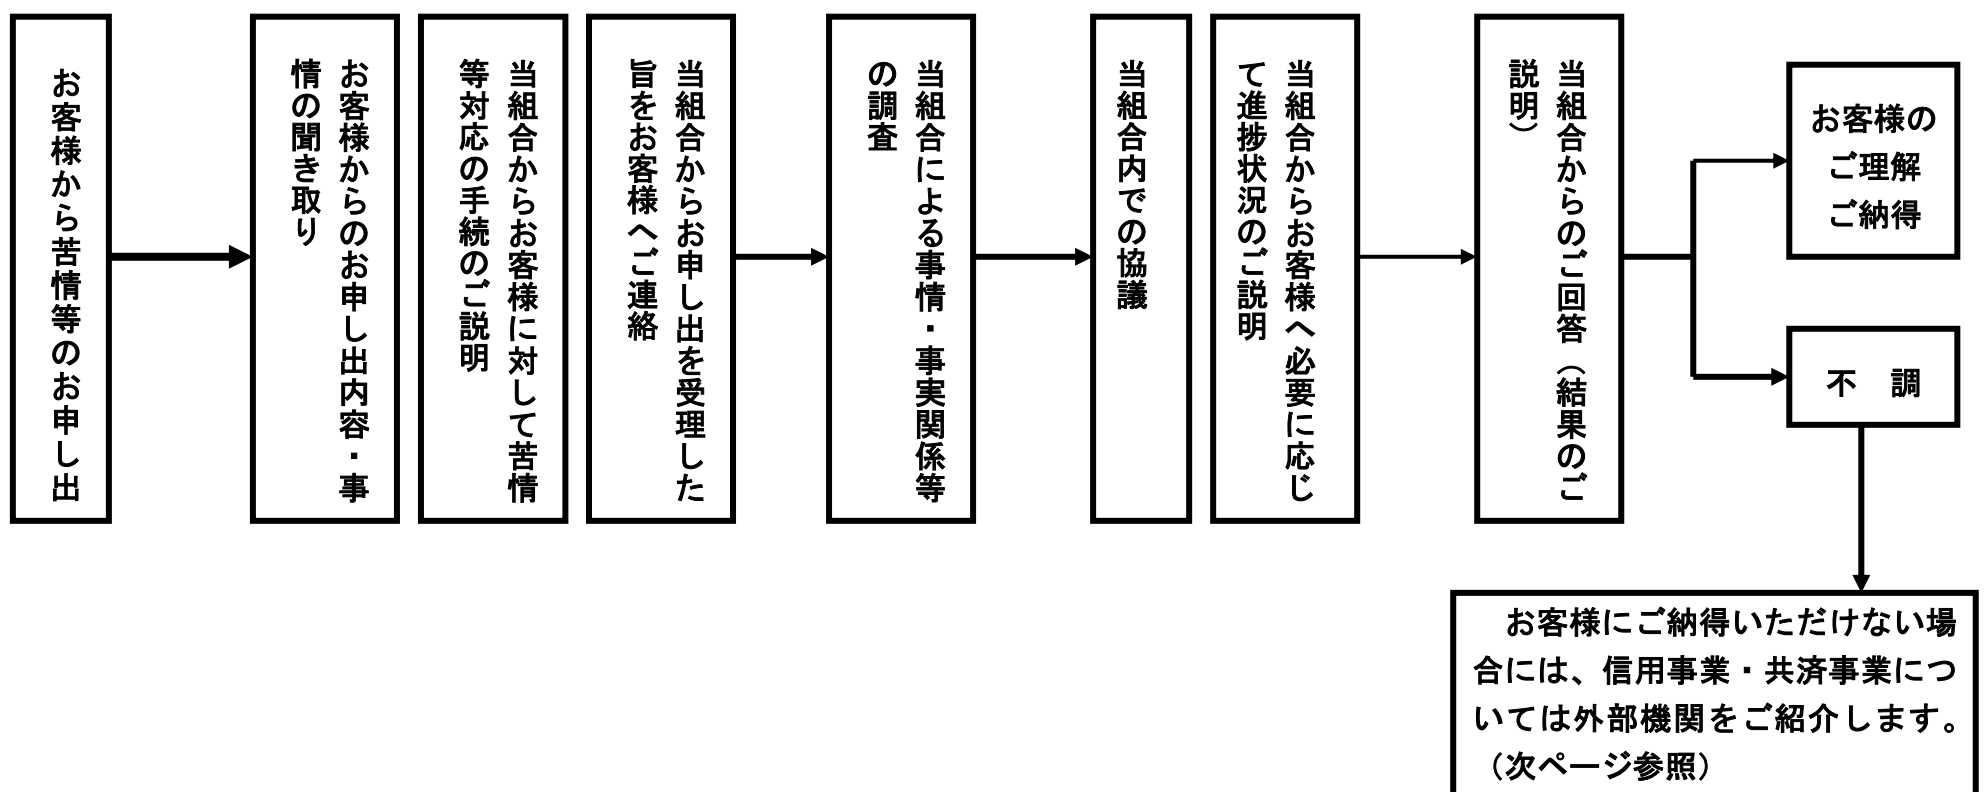 お客様から苦情等のお申し出
お客様からのお申し出内容・事
情の聞き取り
当組合からお客様に対して苦情
等対応の手続のご説明
当組合からお申し出を受理した
旨をお客様へご連絡
当組合による事情・事実関係等
の調査
当組合内での協議
当組合からお客様へ必要に応じ
て進捗状況のご説明
当組合からのご回答（結果のご
説明）
お客様の
ご理解
ご納得
不　調
お客様にご納得いただけない場
合には、信用事業・共済事業につ
いては外部機関をご紹介します。
（次ページ参照）